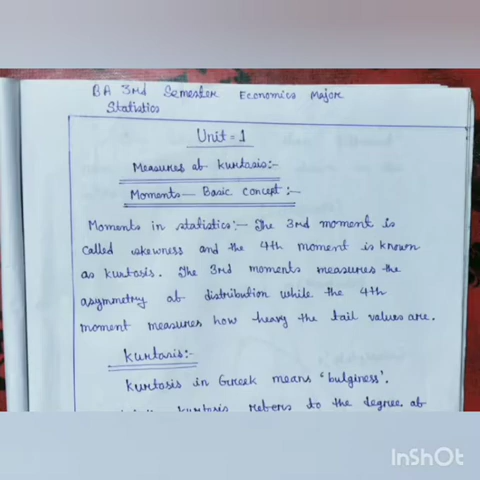 BA 3rd Semester Economics Major
Statistics
Unit = 1
Measures of kurtosis:-
Moments — Basic concept:-
Moments in statistics:- The 3rd moment is
called skewness and the 4th moment is known
as kurtosis. The 3rd moments measures the
asymmetry of distribution while the 4th
moment measures how heavy the tail values are.
Kurtosis:-
Kurtosis in Greek means 'bulginess'.
kurtosis refers to the degree of
InShOt